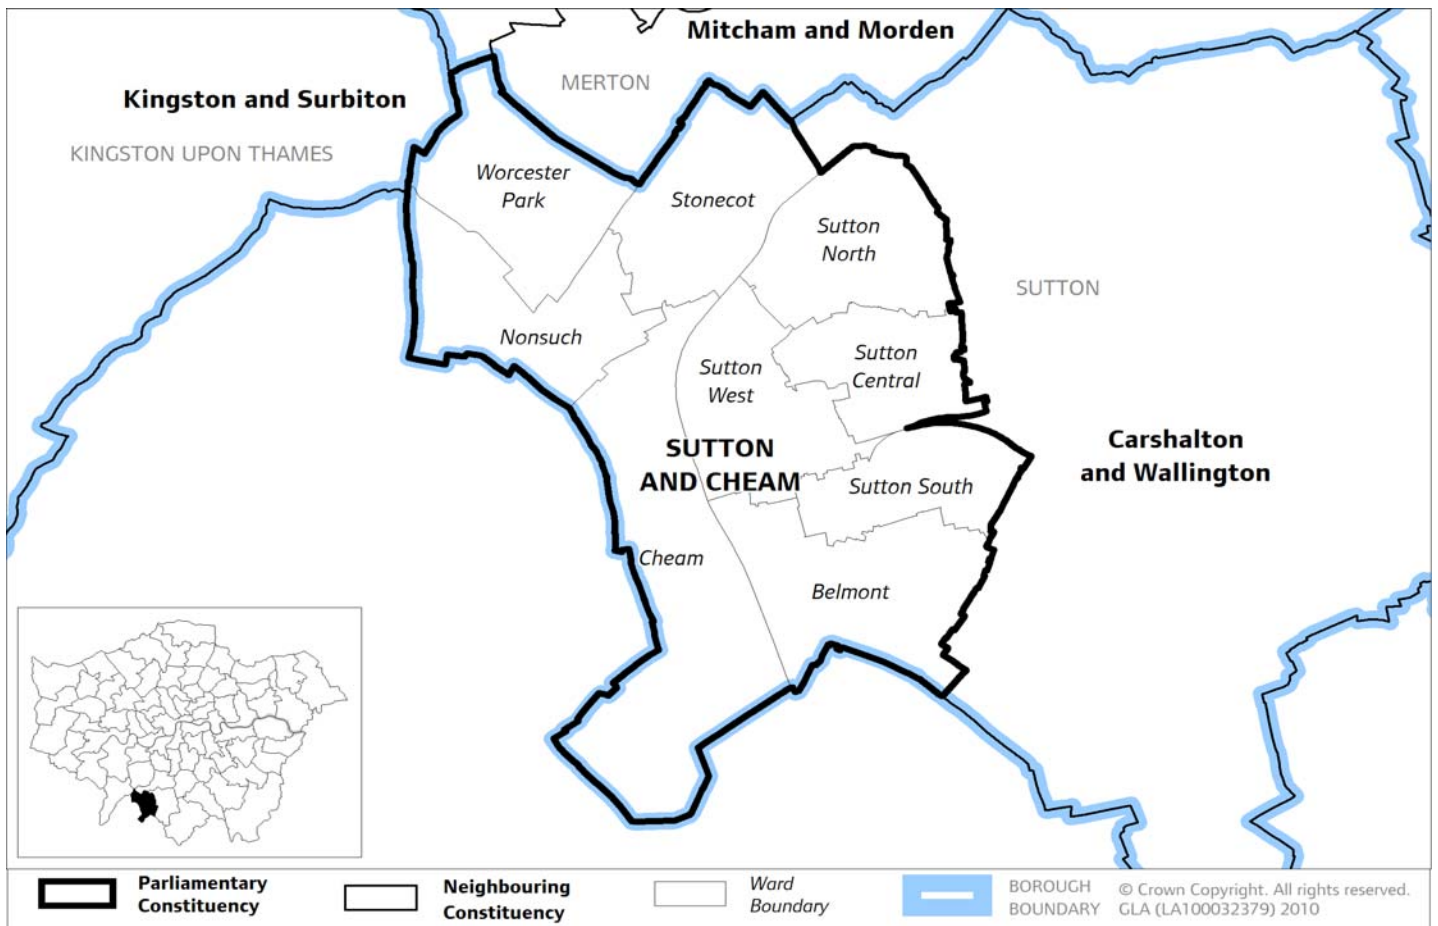 Mitcham and Morden
MERTON
Kingston and Surbiton
KINGSTON UPON THAMES
Worcester
Park
Stonecot
Sutton
North
SUTTON
Nonsuch
Sutton
West
Sutton
Central
SUTTON
AND CHEAM
Carshalton
and Wallington
Sutton South
Cheam
Belmont
Parliamentary
Constituency
Neighbouring
Constituency
Ward
Boundary
BOROUGH
BOUNDARY
© Crown Copyright. All rights reserved.
GLA (LA100032379) 2010